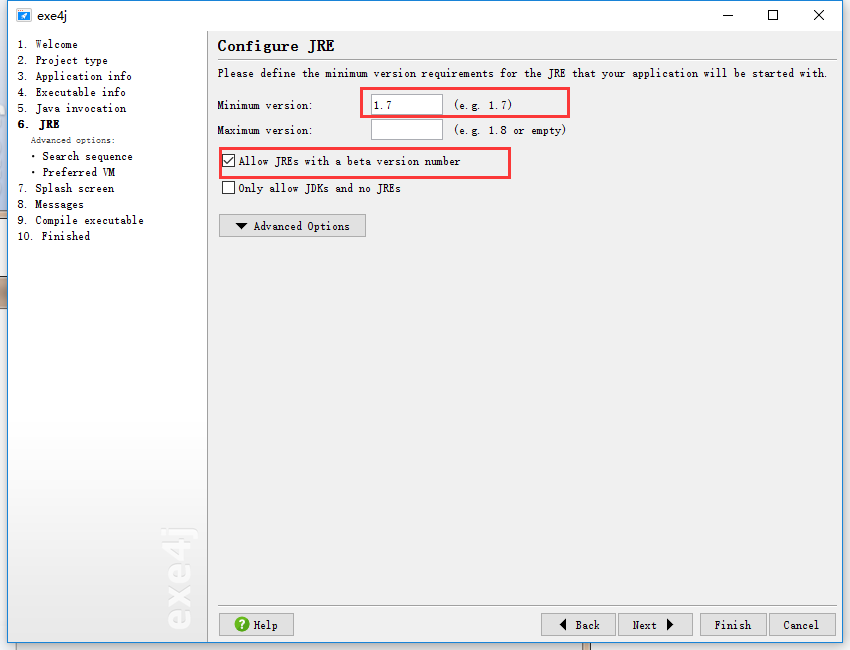 exe4j
1. Welcome
2. Project type
3. Application info
4. Executable info
5. Java invocation
6. JRE
Advanced options:
• Search sequence
• Preferred VM
7. Splash screen
8. Messages
9. Compile executable
10. Finished
exe4j
Configure JRE
Please define the minimum version requirements for the JRE that your application will be started with.
Minimum version: 1.7 (e.g. 1.7)
Maximum version: (e.g. 1.8 or empty)
Allow JREs with a beta version number
Only allow JDKs and no JREs
Advanced Options
Help Back Next Finish Cancel